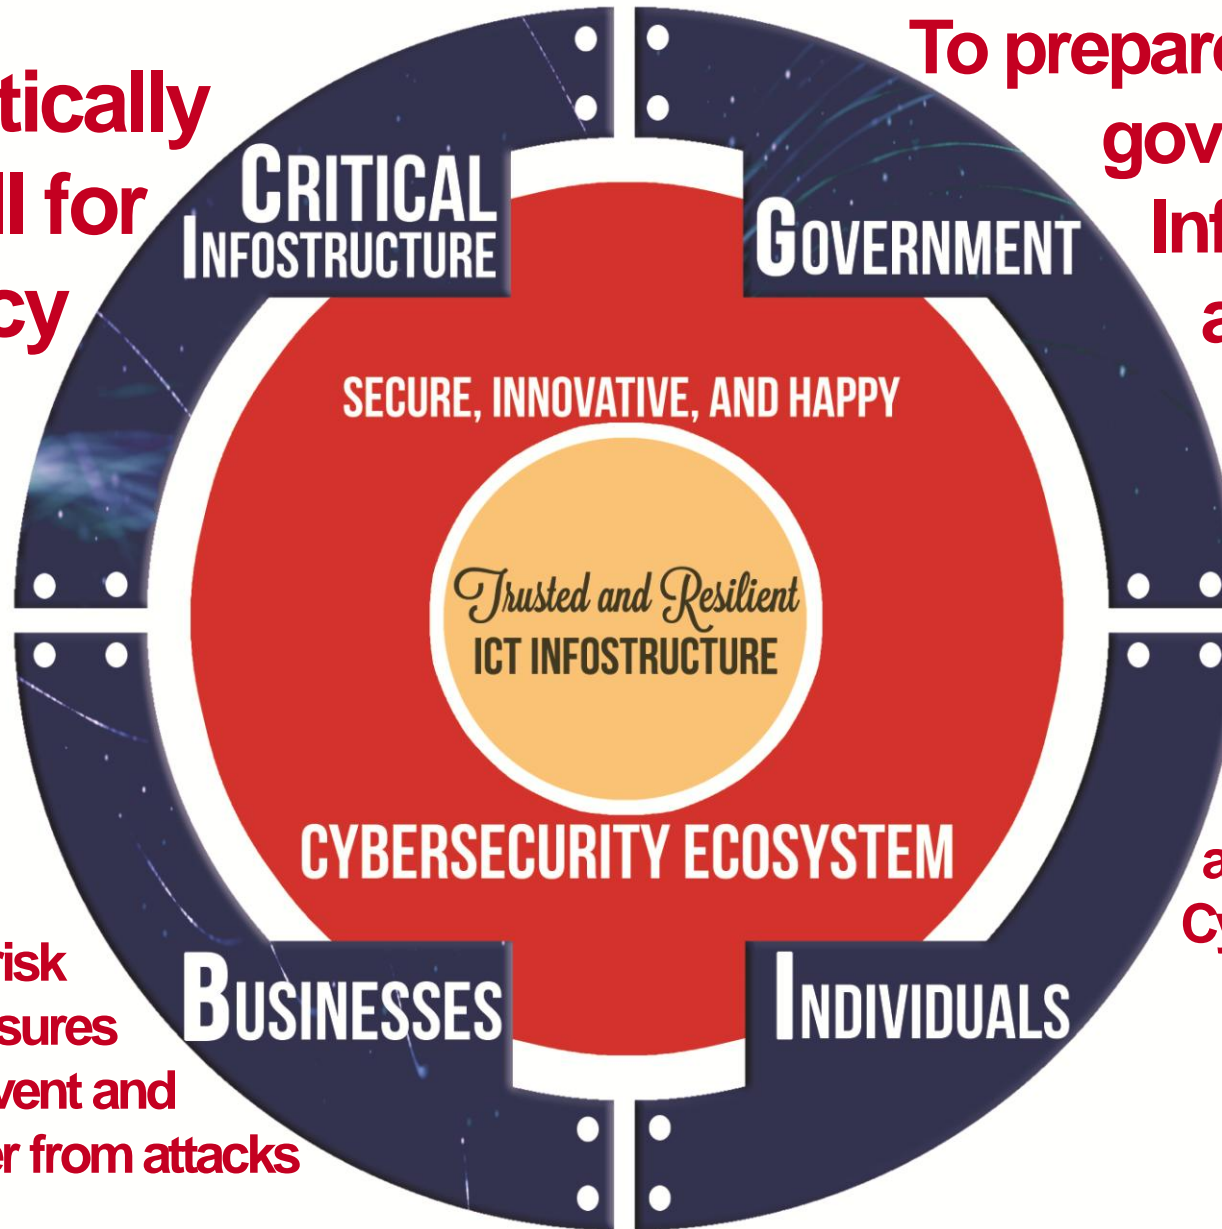 tically
ll for
cy
To prepare
gov
Inf
a
CRITICAL
INFOSTRUCTURE
GOVERNMENT
SECURE, INNOVATIVE, AND HAPPY
Trusted and Resilient
ICT INFOSTRUCTURE
CYBERSECURITY ECOSYSTEM
a
Cy
risk
sures
vent and
er from attacks
BUSINESSES
INDIVIDUALS